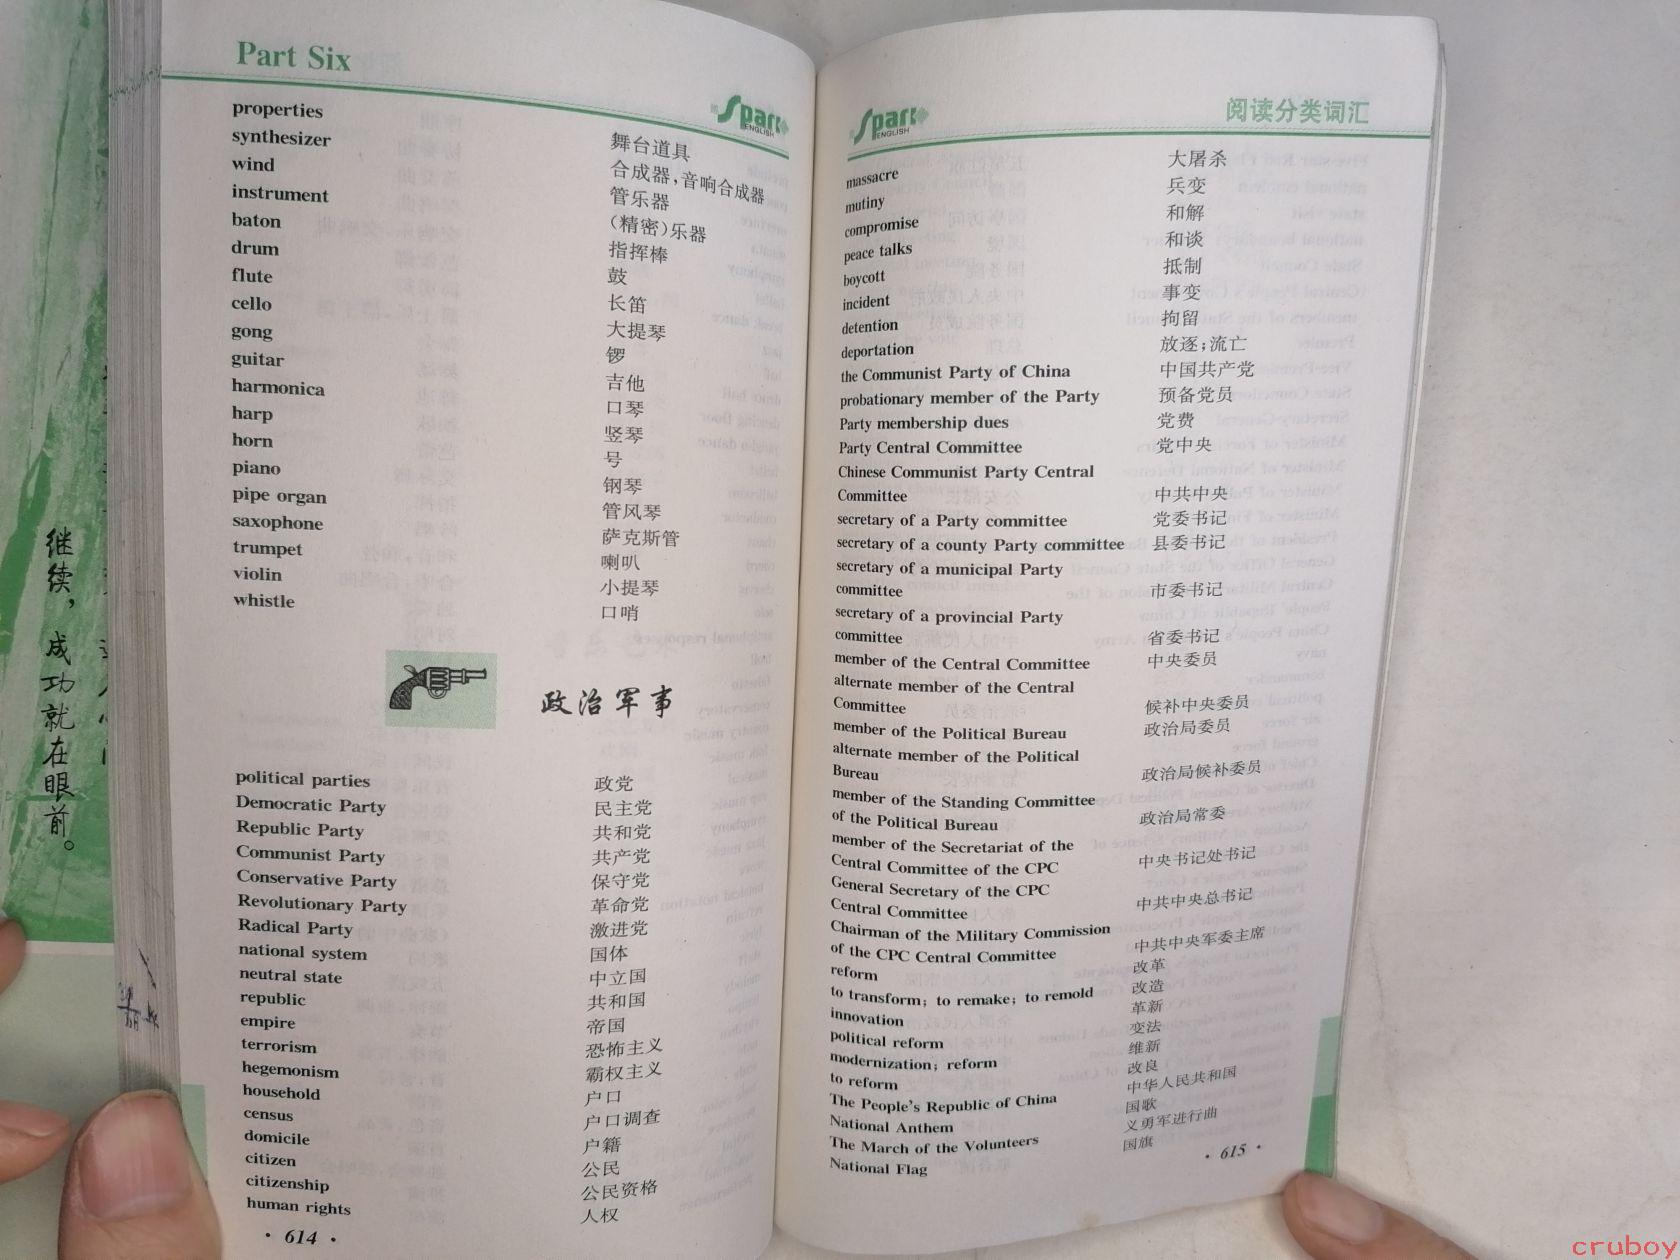 继续，成功就在眼前。
Part Six
Spark
ENGLISH
properties 舞台道具
synthesizer 合成器，音响合成器
wind 管乐器
instrument （精密）乐器
baton 指挥棒
drum 鼓
flute 长笛
cello 大提琴
gong 锣
guitar 吉他
harmonica 口琴
harp 竖琴
horn 号
piano 钢琴
pipe organ 管风琴
saxophone 萨克斯管
trumpet 喇叭
violin 小提琴
whistle 口哨
政治军事
political parties 政党
Democratic Party 民主党
Republic Party 共和党
Communist Party 共产党
Conservative Party 保守党
Revolutionary Party 革命党
Radical Party 激进党
national system 国体
neutral state 中立国
republic 共和国
empire 帝国
terrorism 恐怖主义
hegemonism 霸权主义
household 户口
census 户口调查
domicile 户籍
citizen 公民
citizenship 公民资格
human rights 人权
· 614 ·
Spark
ENGLISH
阅读分类词汇
massacre 大屠杀
mutiny 兵变
compromise 和解
peace talks 和谈
boycott 抵制
incident 事变
detention 拘留
deportation 放逐；流亡
the Communist Party of China 中国共产党
probationary member of the Party 预备党员
Party membership dues 党费
Party Central Committee 党中央
Chinese Communist Party Central
Committee 中共中央
secretary of a Party committee 党委书记
secretary of a county Party committee 县委书记
secretary of a municipal Party
committee 市委书记
secretary of a provincial Party
committee 省委书记
member of the Central Committee 中央委员
alternate member of the Central
Committee 候补中央委员
member of the Political Bureau 政治局委员
alternate member of the Political
Bureau 政治局候补委员
member of the Standing Committee
of the Political Bureau 政治局常委
member of the Secretariat of the
Central Committee of the CPC 中央书记处书记
General Secretary of the CPC
Central Committee 中共中央总书记
Chairman of the Military Commission
of the CPC Central Committee 中共中央军委主席
reform 改革
to transform; to remake; to remold 改造
innovation 革新
political reform 变法
modernization; reform 维新
to reform 改良
The People's Republic of China 中华人民共和国
National Anthem 国歌
The March of the Volunteers 义勇军进行曲
National Flag 国旗
· 615 ·
cruboy